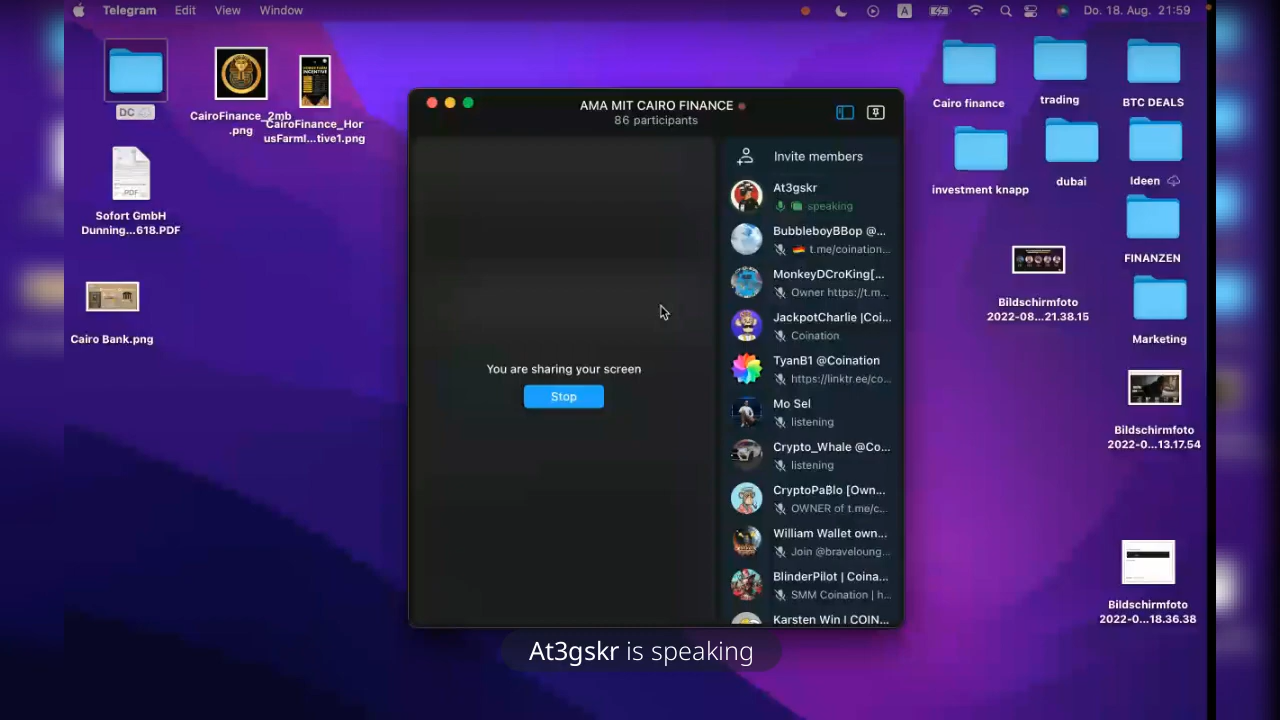 Telegram Edit View Window
A
Do. 18. Aug. 21:59
DC
CairoFinance_2mb
.png
CairoFinance_Hor
usFarmI...tive1.png
.PDF
Sofort GmbH
Dunning...618.PDF
Cairo Bank.png
AMA MIT CAIRO FINANCE
86 participants
You are sharing your screen
Stop
Invite members
At3gskr
speaking
BubbleboyBBop @...
t.me/coination...
MonkeyDCroKing[...
Owner https://t.m...
JackpotCharlie |Coi...
Coination
TyanB1 @Coination
https://linktr.ee/co...
Mo Sel
listening
Crypto_Whale @Co...
listening
CryptoPaBlo [Own...
OWNER of t.me/c...
William Wallet own...
Join @braveloung...
BlinderPilot | Coina...
SMM Coination | h...
Karsten Win I COIN...
At3gskr is speaking
Cairo finance
trading
BTC DEALS
investment knapp
dubai
Ideen
FINANZEN
Bildschirmfoto
2022-08...21.38.15
Marketing
Bildschirmfoto
2022-0...13.17.54
Bildschirmfoto
2022-0...18.36.38